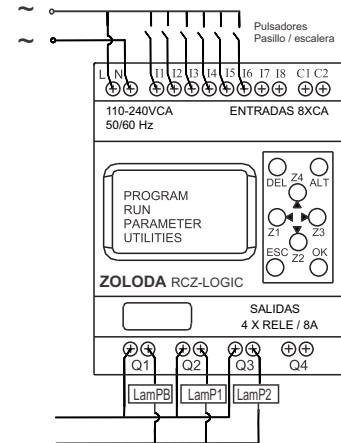 ~
~
Pulsadores
Pasillo / escalera
L N I1 I2 I3 I4 I5 I6 I7 I8 C1 C2
110-240VCA ENTRADAS 8XCA
50/60 Hz
PROGRAM
RUN
PARAMETER
UTILITIES
DEL Z4 ALT
Z1 Z3
ESC Z2 OK
ZOLODA RCZ-LOGIC
SALIDAS
4 X RELE / 8A
Q1 Q2 Q3 Q4
LamPB LamP1 LamP2